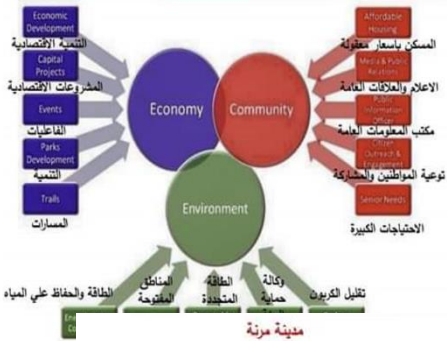 Economic
Development
التنمية الاقتصادية
Capital
Projects
المشروعات الاقتصادية
Events
الفاعليات
Parks
Development
التنمية
Trails
المسارات
Economy
Community
Environment
Affordable
Housing
المسكن باسعار معقولة
Media & Public
Relations
الاعلام والعلاقات العامة
Public
Information
Officer
مكتب المعلومات العامة
Citizen
Outreach &
Engagement
توعية المواطنين والمشاركة
Senior Needs
الاحتياجات الكبيرة
الطاقة والحفاظ علي المياه
المناطق
المفتوحة
الطاقة
المتجددة
وكالة
حماية
تقليل الكربون
مدينة مرنة